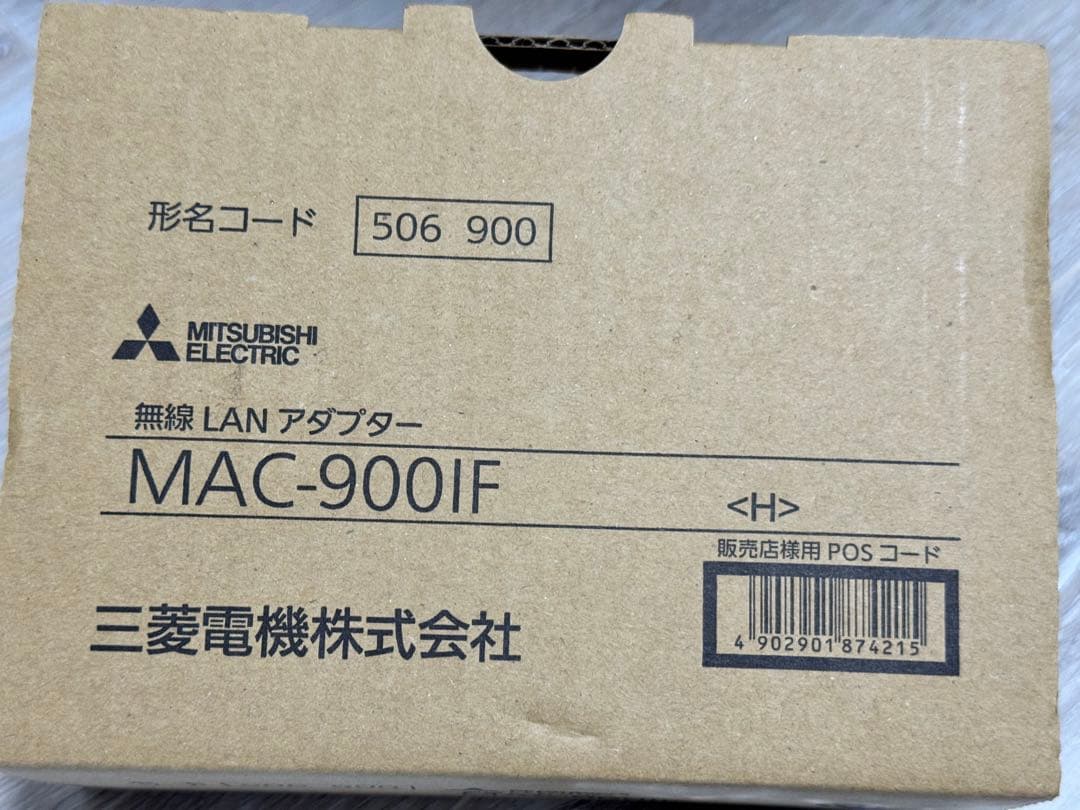 形名コード 506 900
MITSUBISHI
ELECTRIC
無線 LAN アダプター
MAC-900IF <H>
販売店様用 POS コード
4 902901 874215
三菱電機株式会社